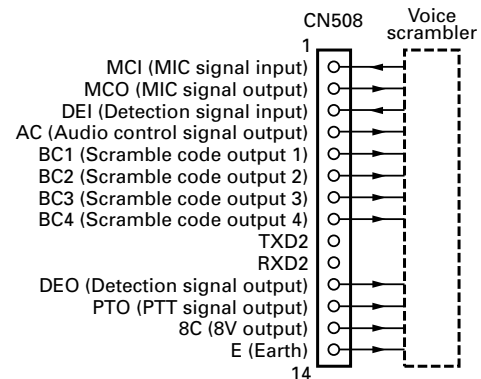 CN508
Voice
scrambler
1
MCI (MIC signal input)
MCO (MIC signal output)
DEI (Detection signal input)
AC (Audio control signal output)
BC1 (Scramble code output 1)
BC2 (Scramble code output 2)
BC3 (Scramble code output 3)
BC4 (Scramble code output 4)
TXD2
RXD2
DEO (Detection signal output)
PTO (PTT signal output)
8C (8V output)
E (Earth)
14